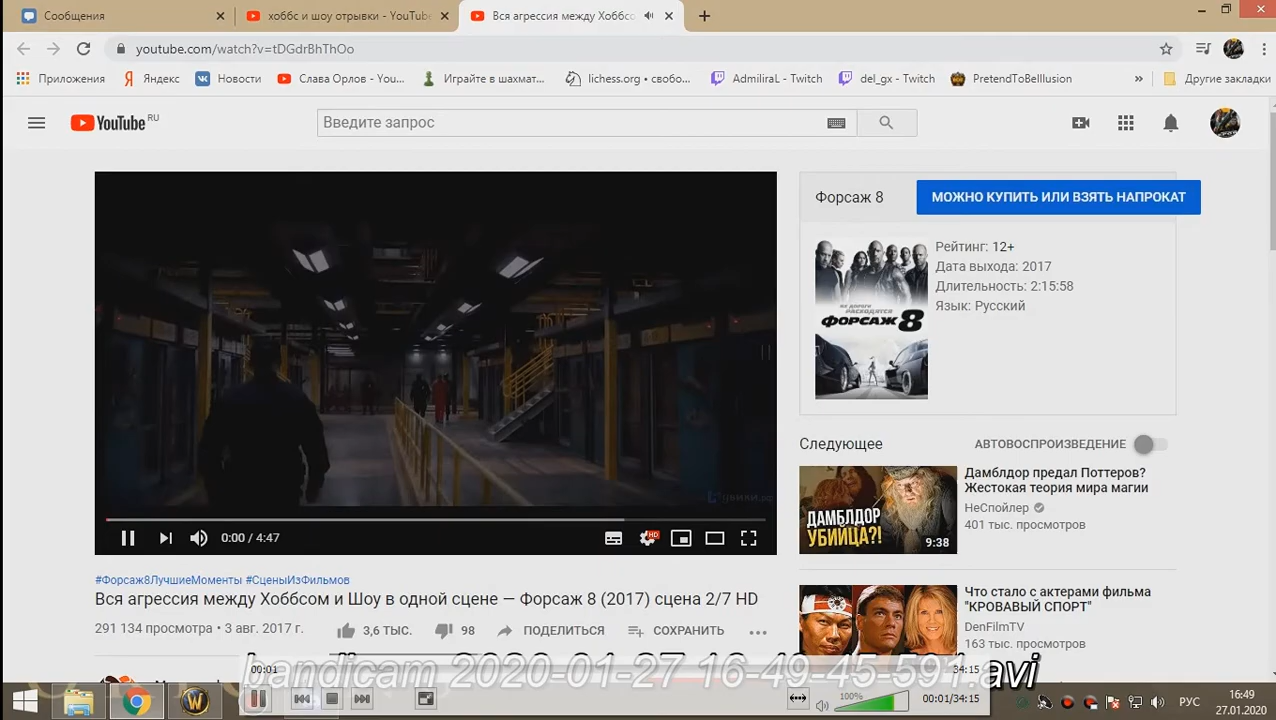 Сообщения
хоббс и шоу отрывки - YouTube
Вся агрессия между Хоббсо
youtube.com/watch?v=tDGdrBhThOo
Приложения
Яндекс
Новости
Слава Орлов - You...
Играйте в шахмат...
lichess.org • свобо...
AdmiralL - Twitch
del_gx - Twitch
PretendToBeIllusion
»
Другие закладки
YouTube RU
Введите запрос
Форсаж 8
МОЖНО КУПИТЬ ИЛИ ВЗЯТЬ НАПРОКАТ
Рейтинг: 12+
Дата выхода: 2017
Длительность: 2:15:58
Язык: Русский
ФОРСАЖ 8
0:00 / 4:47
HD
Следующее
АВТОВОСПРОИЗВЕДЕНИЕ
ДАМБЛДОР
УБИЙЦА?!
9:38
Дамблдор предал Поттеров?
Жестокая теория мира магии
НеСпойлер
401 тыс. просмотров
Что стало с актерами фильма
"КРОВАВЫЙ СПОРТ"
DenFilmTV
163 тыс. просмотров
#Форсаж8ЛучшиеМоменты #СценыИзФильмов
Вся агрессия между Хоббсом и Шоу в одной сцене — Форсаж 8 (2017) сцена 2/7 HD
291 134 просмотра • 3 авг. 2017 г.
3,6 ТЫС.
98
ПОДЕЛИТЬСЯ
СОХРАНИТЬ
bandicam 2020-01-27 16-49-45-591.avi
00:01
34:15
100%
00:01/34:15
РУС
16:49
27.01.2020